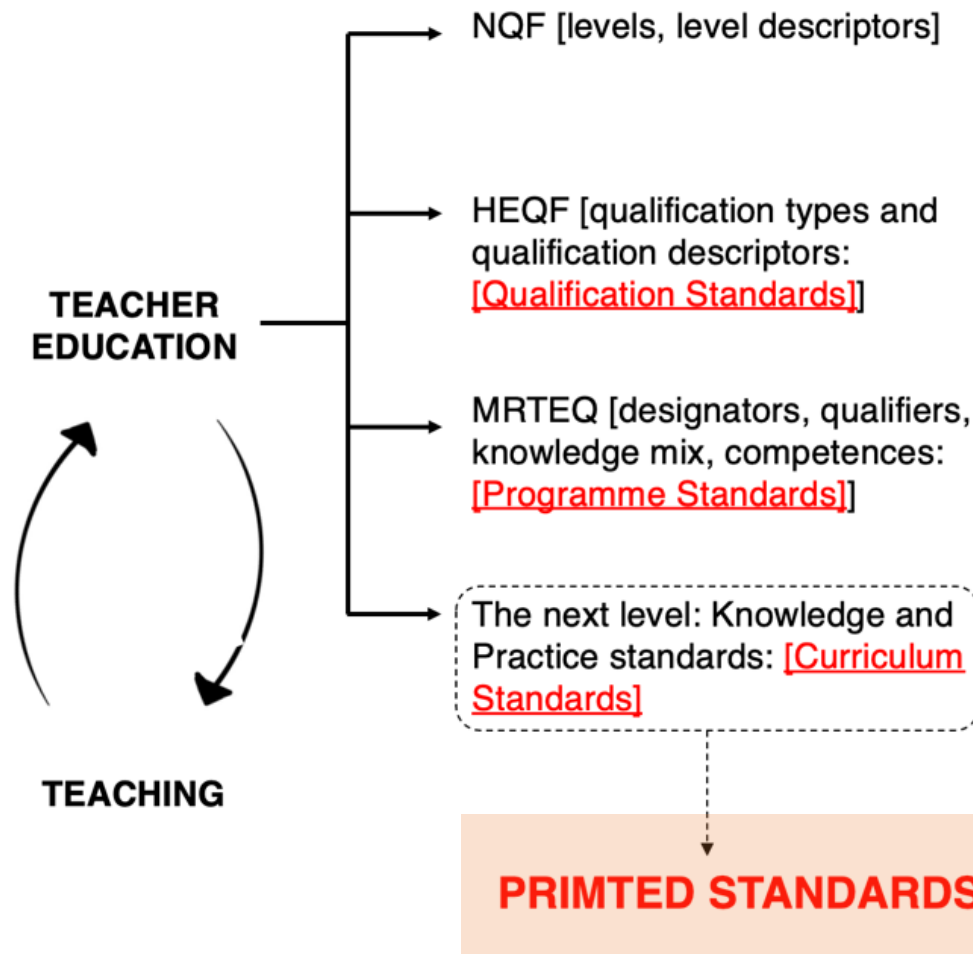 NQF [levels, level descriptors]
HEQF [qualification types and
qualification descriptors:
[Qualification Standards]]
TEACHER
EDUCATION
MRTEQ [designators, qualifiers,
knowledge mix, competences:
[Programme Standards]]
The next level: Knowledge and
Practice standards: [Curriculum
Standards]
TEACHING
PRIMTED STANDARDS